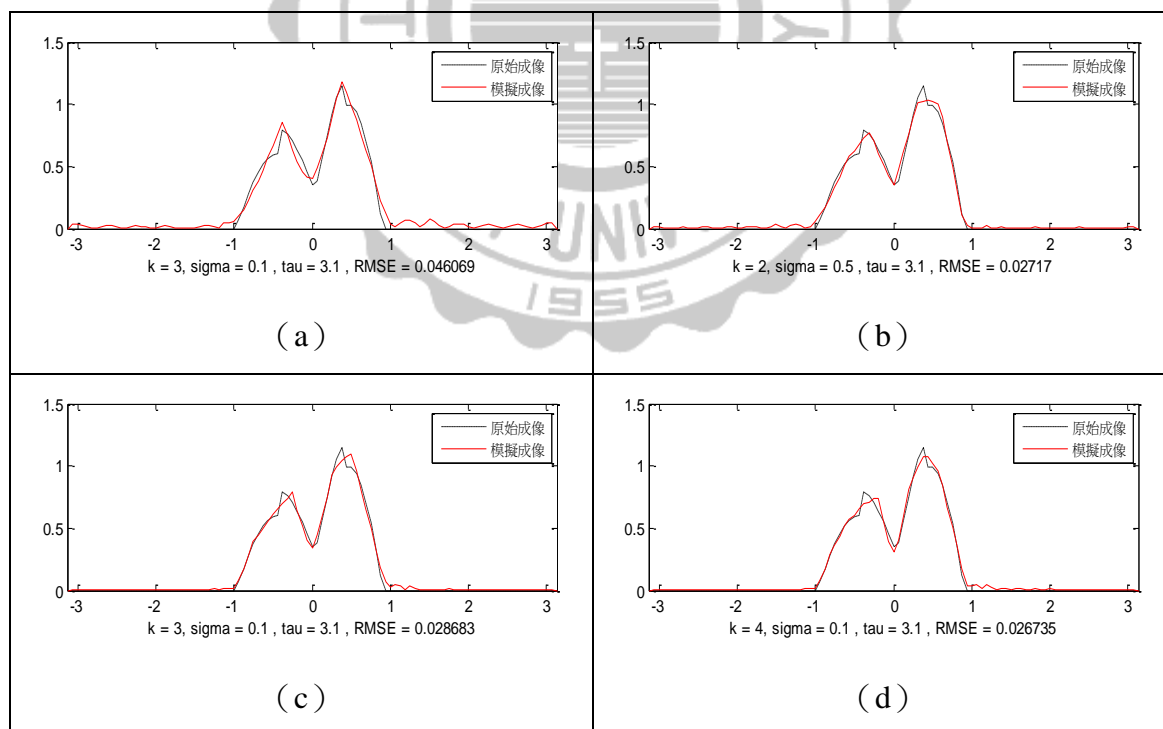 T
Y
1.5
1
0.5
0
-3
-2
-1
0
1
2
3
原始成像
模擬成像
k = 3, sigma = 0.1 , tau = 3.1 , RMSE = 0.046069
(a)
1.5
1
0.5
0
-3
-2
-1
0
1
2
3
原始成像
模擬成像
k = 2, sigma = 0.5 , tau = 3.1 , RMSE = 0.02717
(b)
UNIV
1955
1.5
1
0.5
0
-3
-2
-1
0
1
2
3
原始成像
模擬成像
k = 3, sigma = 0.1 , tau = 3.1 , RMSE = 0.028683
(c)
1.5
1
0.5
0
-3
-2
-1
0
1
2
3
原始成像
模擬成像
k = 4, sigma = 0.1 , tau = 3.1 , RMSE = 0.026735
(d)